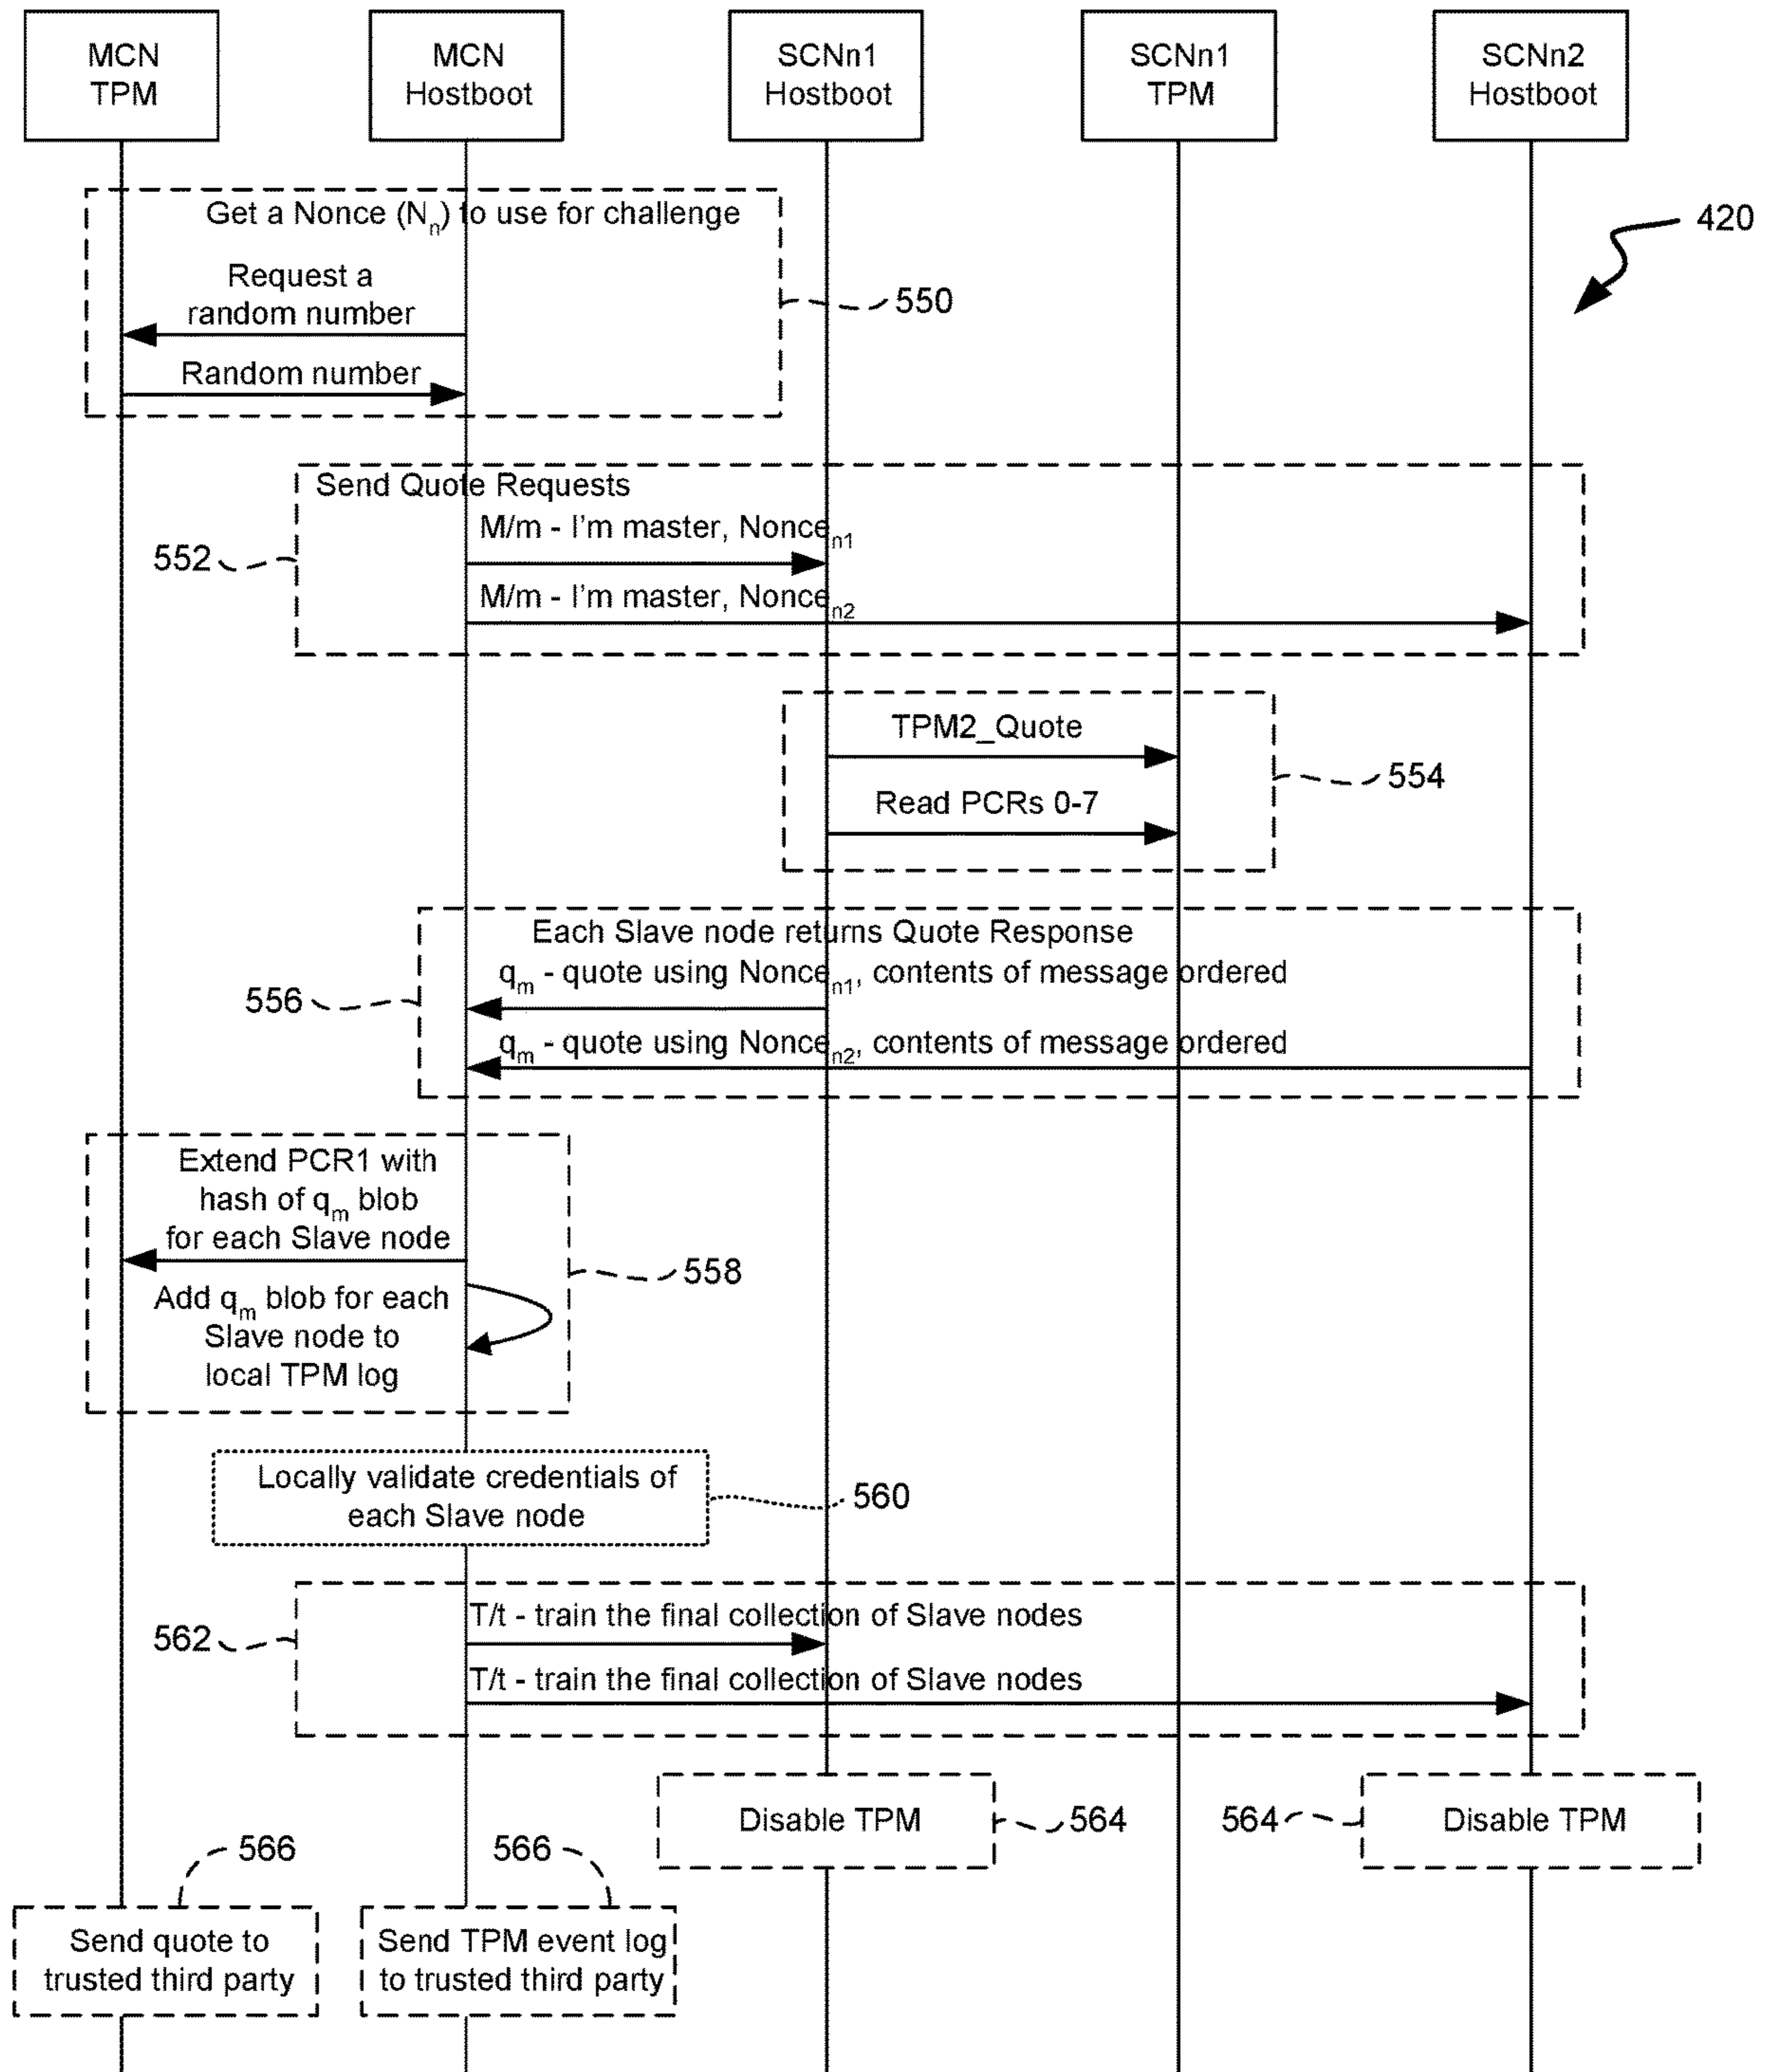 MCN
TPM
MCN
Hostboot
SCNn1
Hostboot
SCNn1
TPM
SCNn2
Hostboot
420
Get a Nonce (Nn) to use for challenge
Request a
random number
Random number
550
Send Quote Requests
M/m - I'm master, Noncen1
M/m - I'm master, Noncen2
552
TPM2_Quote
Read PCRs 0-7
554
Each Slave node returns Quote Response
qm - quote using Noncen1, contents of message ordered
qm - quote using Noncen2, contents of message ordered
556
Extend PCR1 with
hash of qm blob
for each Slave node
Add qm blob for each
Slave node to
local TPM log
558
Locally validate credentials of
each Slave node
560
T/t - train the final collection of Slave nodes
T/t - train the final collection of Slave nodes
562
Disable TPM
564
564
Disable TPM
566
566
Send quote to
trusted third party
Send TPM event log
to trusted third party